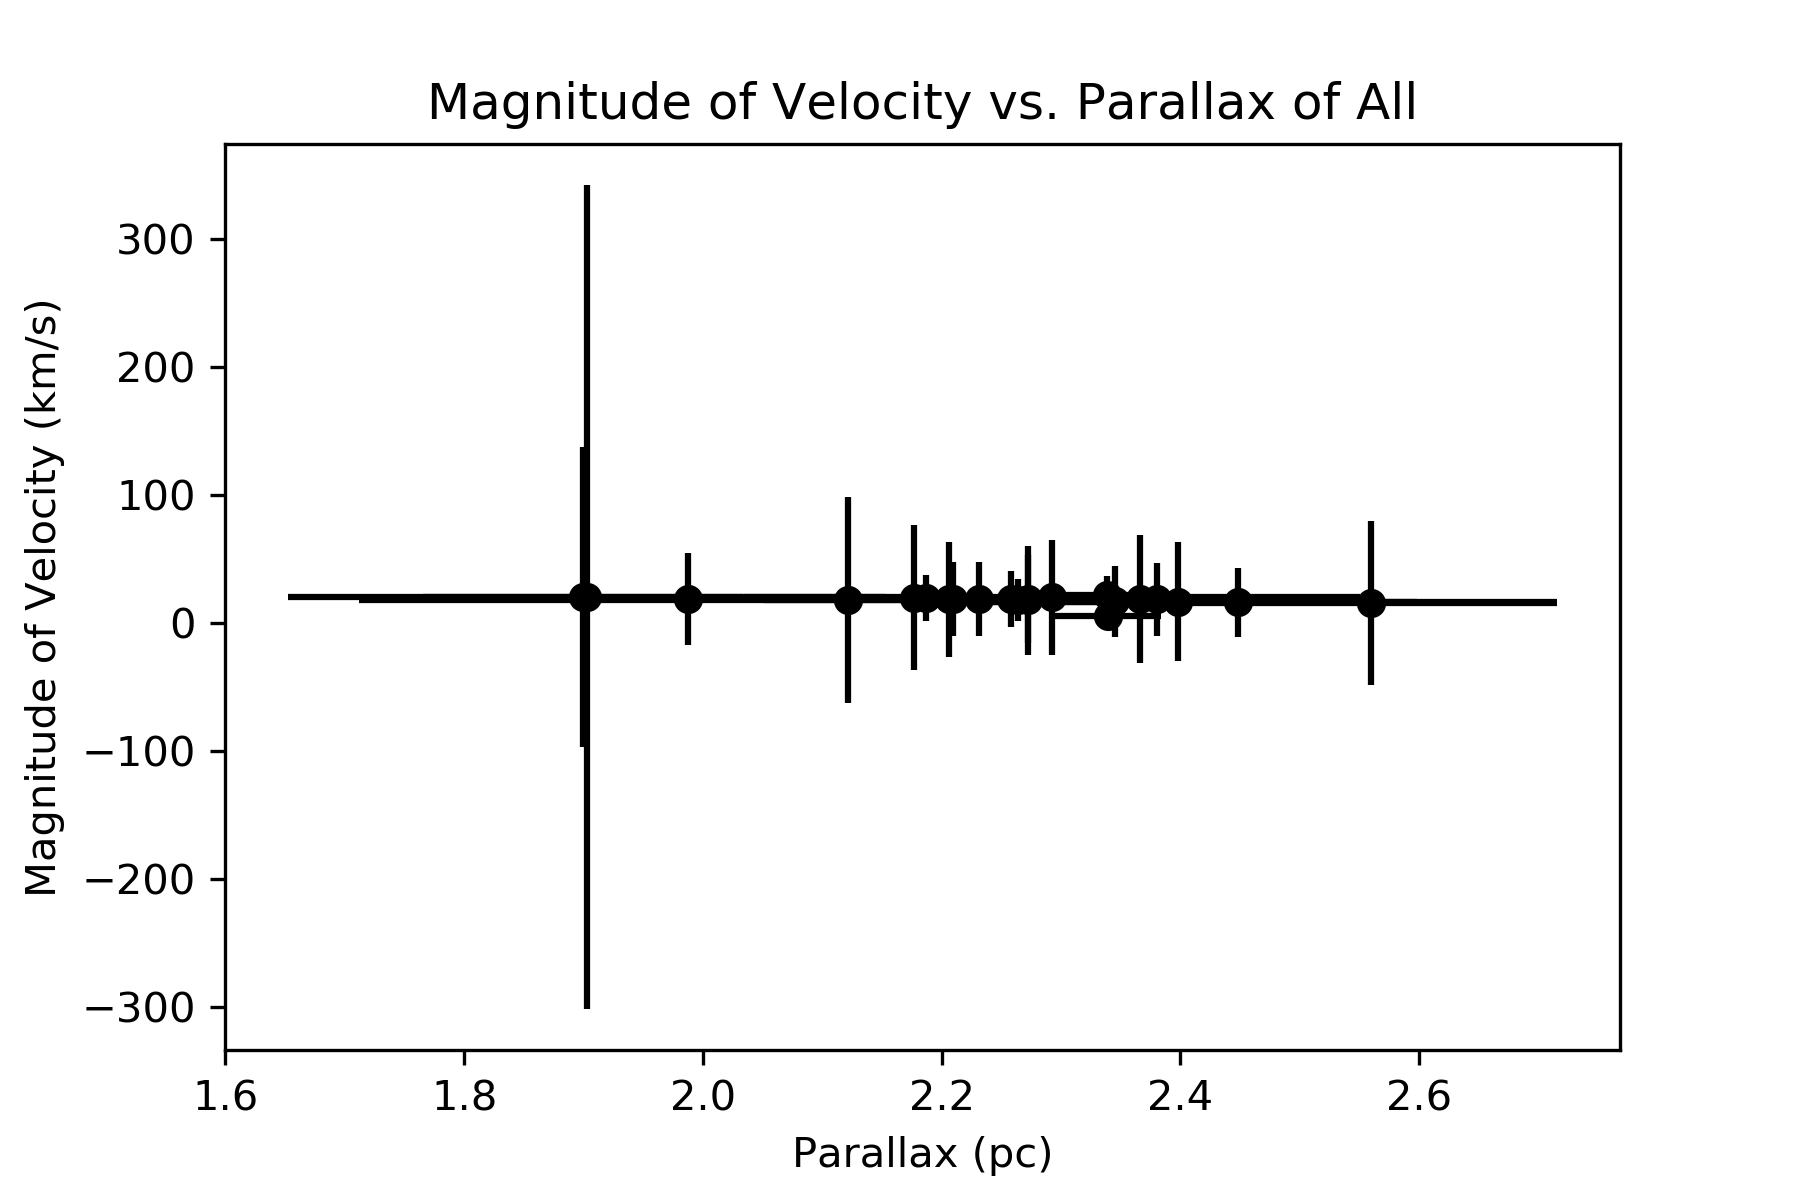 Magnitude of Velocity vs. Parallax of All
300
200
100
0
−100
−200
−300
Magnitude of Velocity (km/s)
1.6 1.8 2.0 2.2 2.4 2.6
Parallax (pc)